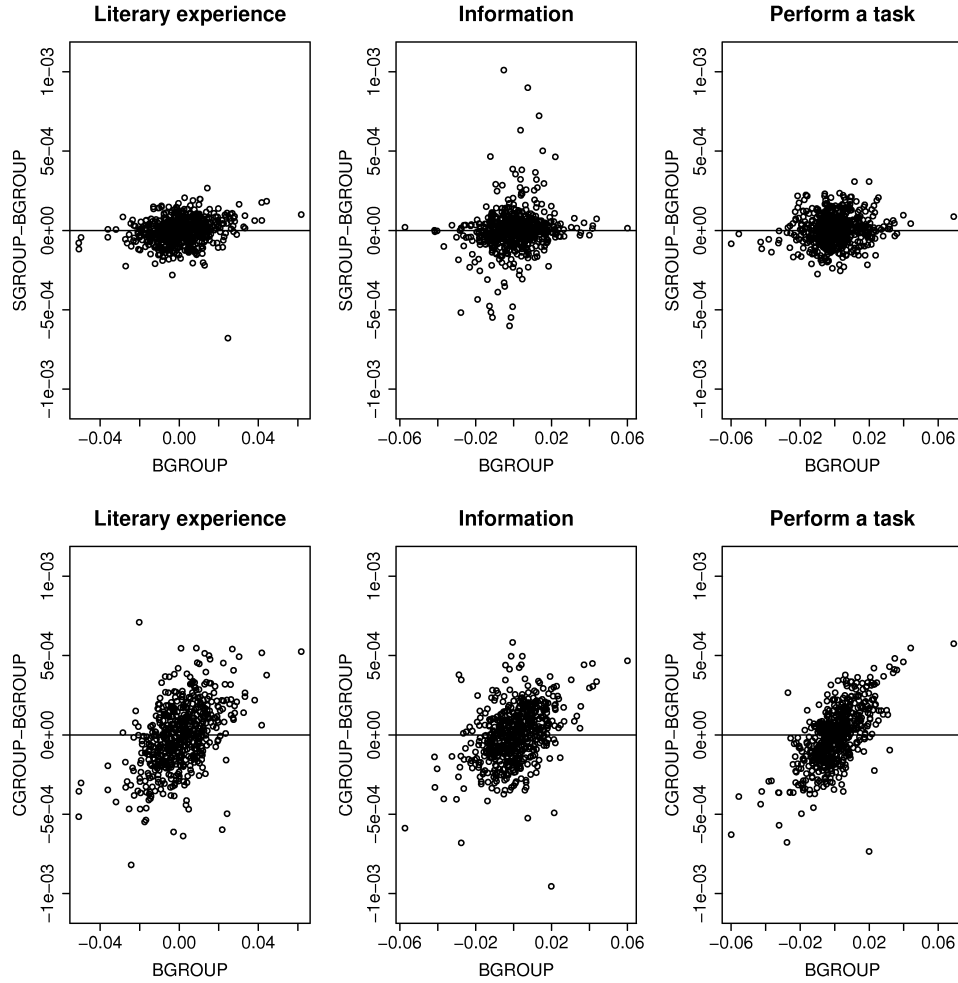 Literary experience
Information
Perform a task
SGROUP−BGROUP
−1e−03 −5e−04 0e+00 5e−04 1e−03
−0.04 0.00 0.04
BGROUP
SGROUP−BGROUP
−1e−03 −5e−04 0e+00 5e−04 1e−03
−0.06 −0.02 0.02 0.06
BGROUP
SGROUP−BGROUP
−1e−03 −5e−04 0e+00 5e−04 1e−03
−0.06 −0.02 0.02 0.06
BGROUP
Literary experience
Information
Perform a task
CGROUP−BGROUP
−1e−03 −5e−04 0e+00 5e−04 1e−03
−0.04 0.00 0.04
BGROUP
CGROUP−BGROUP
−1e−03 −5e−04 0e+00 5e−04 1e−03
−0.06 −0.02 0.02 0.06
BGROUP
CGROUP−BGROUP
−1e−03 −5e−04 0e+00 5e−04 1e−03
−0.06 −0.02 0.02 0.06
BGROUP